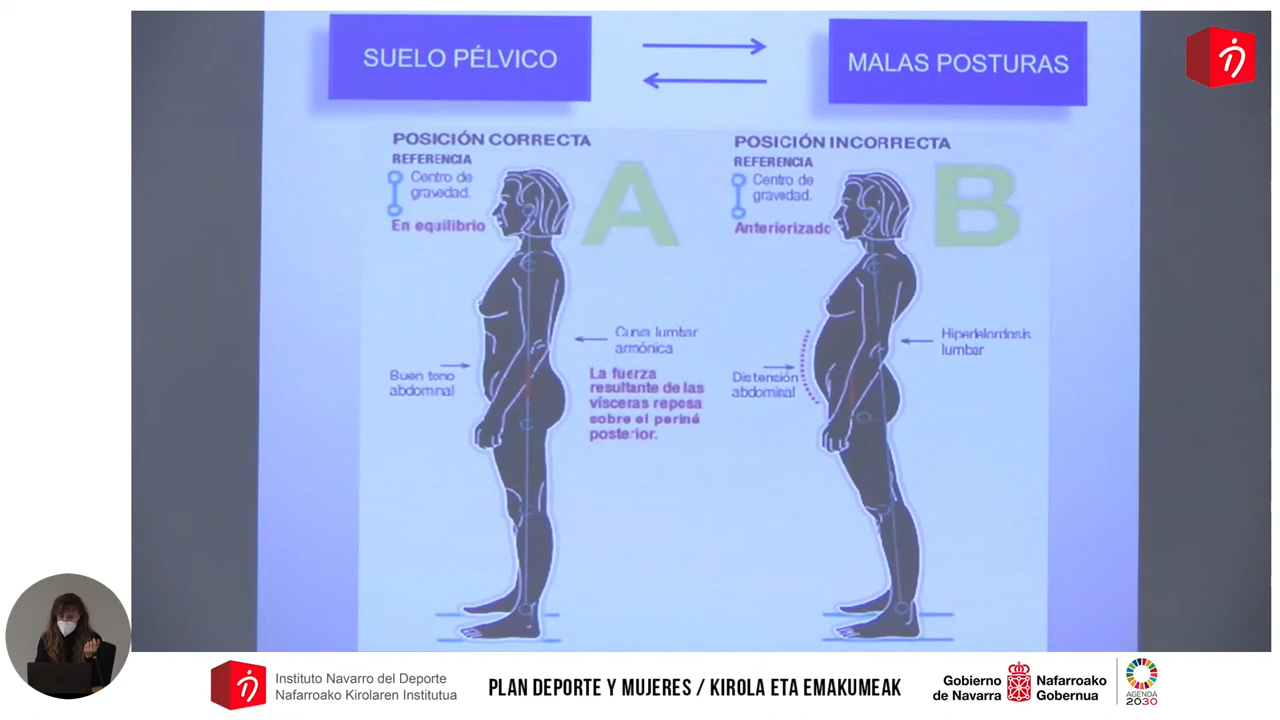 SUELO PÉLVICO
MALAS POSTURAS
POSICIÓN CORRECTA
REFERENCIA
Centro de
gravedad.
En equilibrio
A
Buen tono
abdominal
Curva lumbar
armónica
La fuerza
resultante de las
vísceras reposa
sobre el periné
posterior.
POSICIÓN INCORRECTA
REFERENCIA
Centro de
gravedad.
Anteriorizado
B
Distensión
abdominal
Hiperdelordosis
lumbar
Instituto Navarro del Deporte
Nafarroako Kirolaren Institutua
PLAN DEPORTE Y MUJERES / KIROLA ETA EMAKUMEAK
Gobierno
de Navarra
Nafarroako
Gobernua
AGENDA
2030